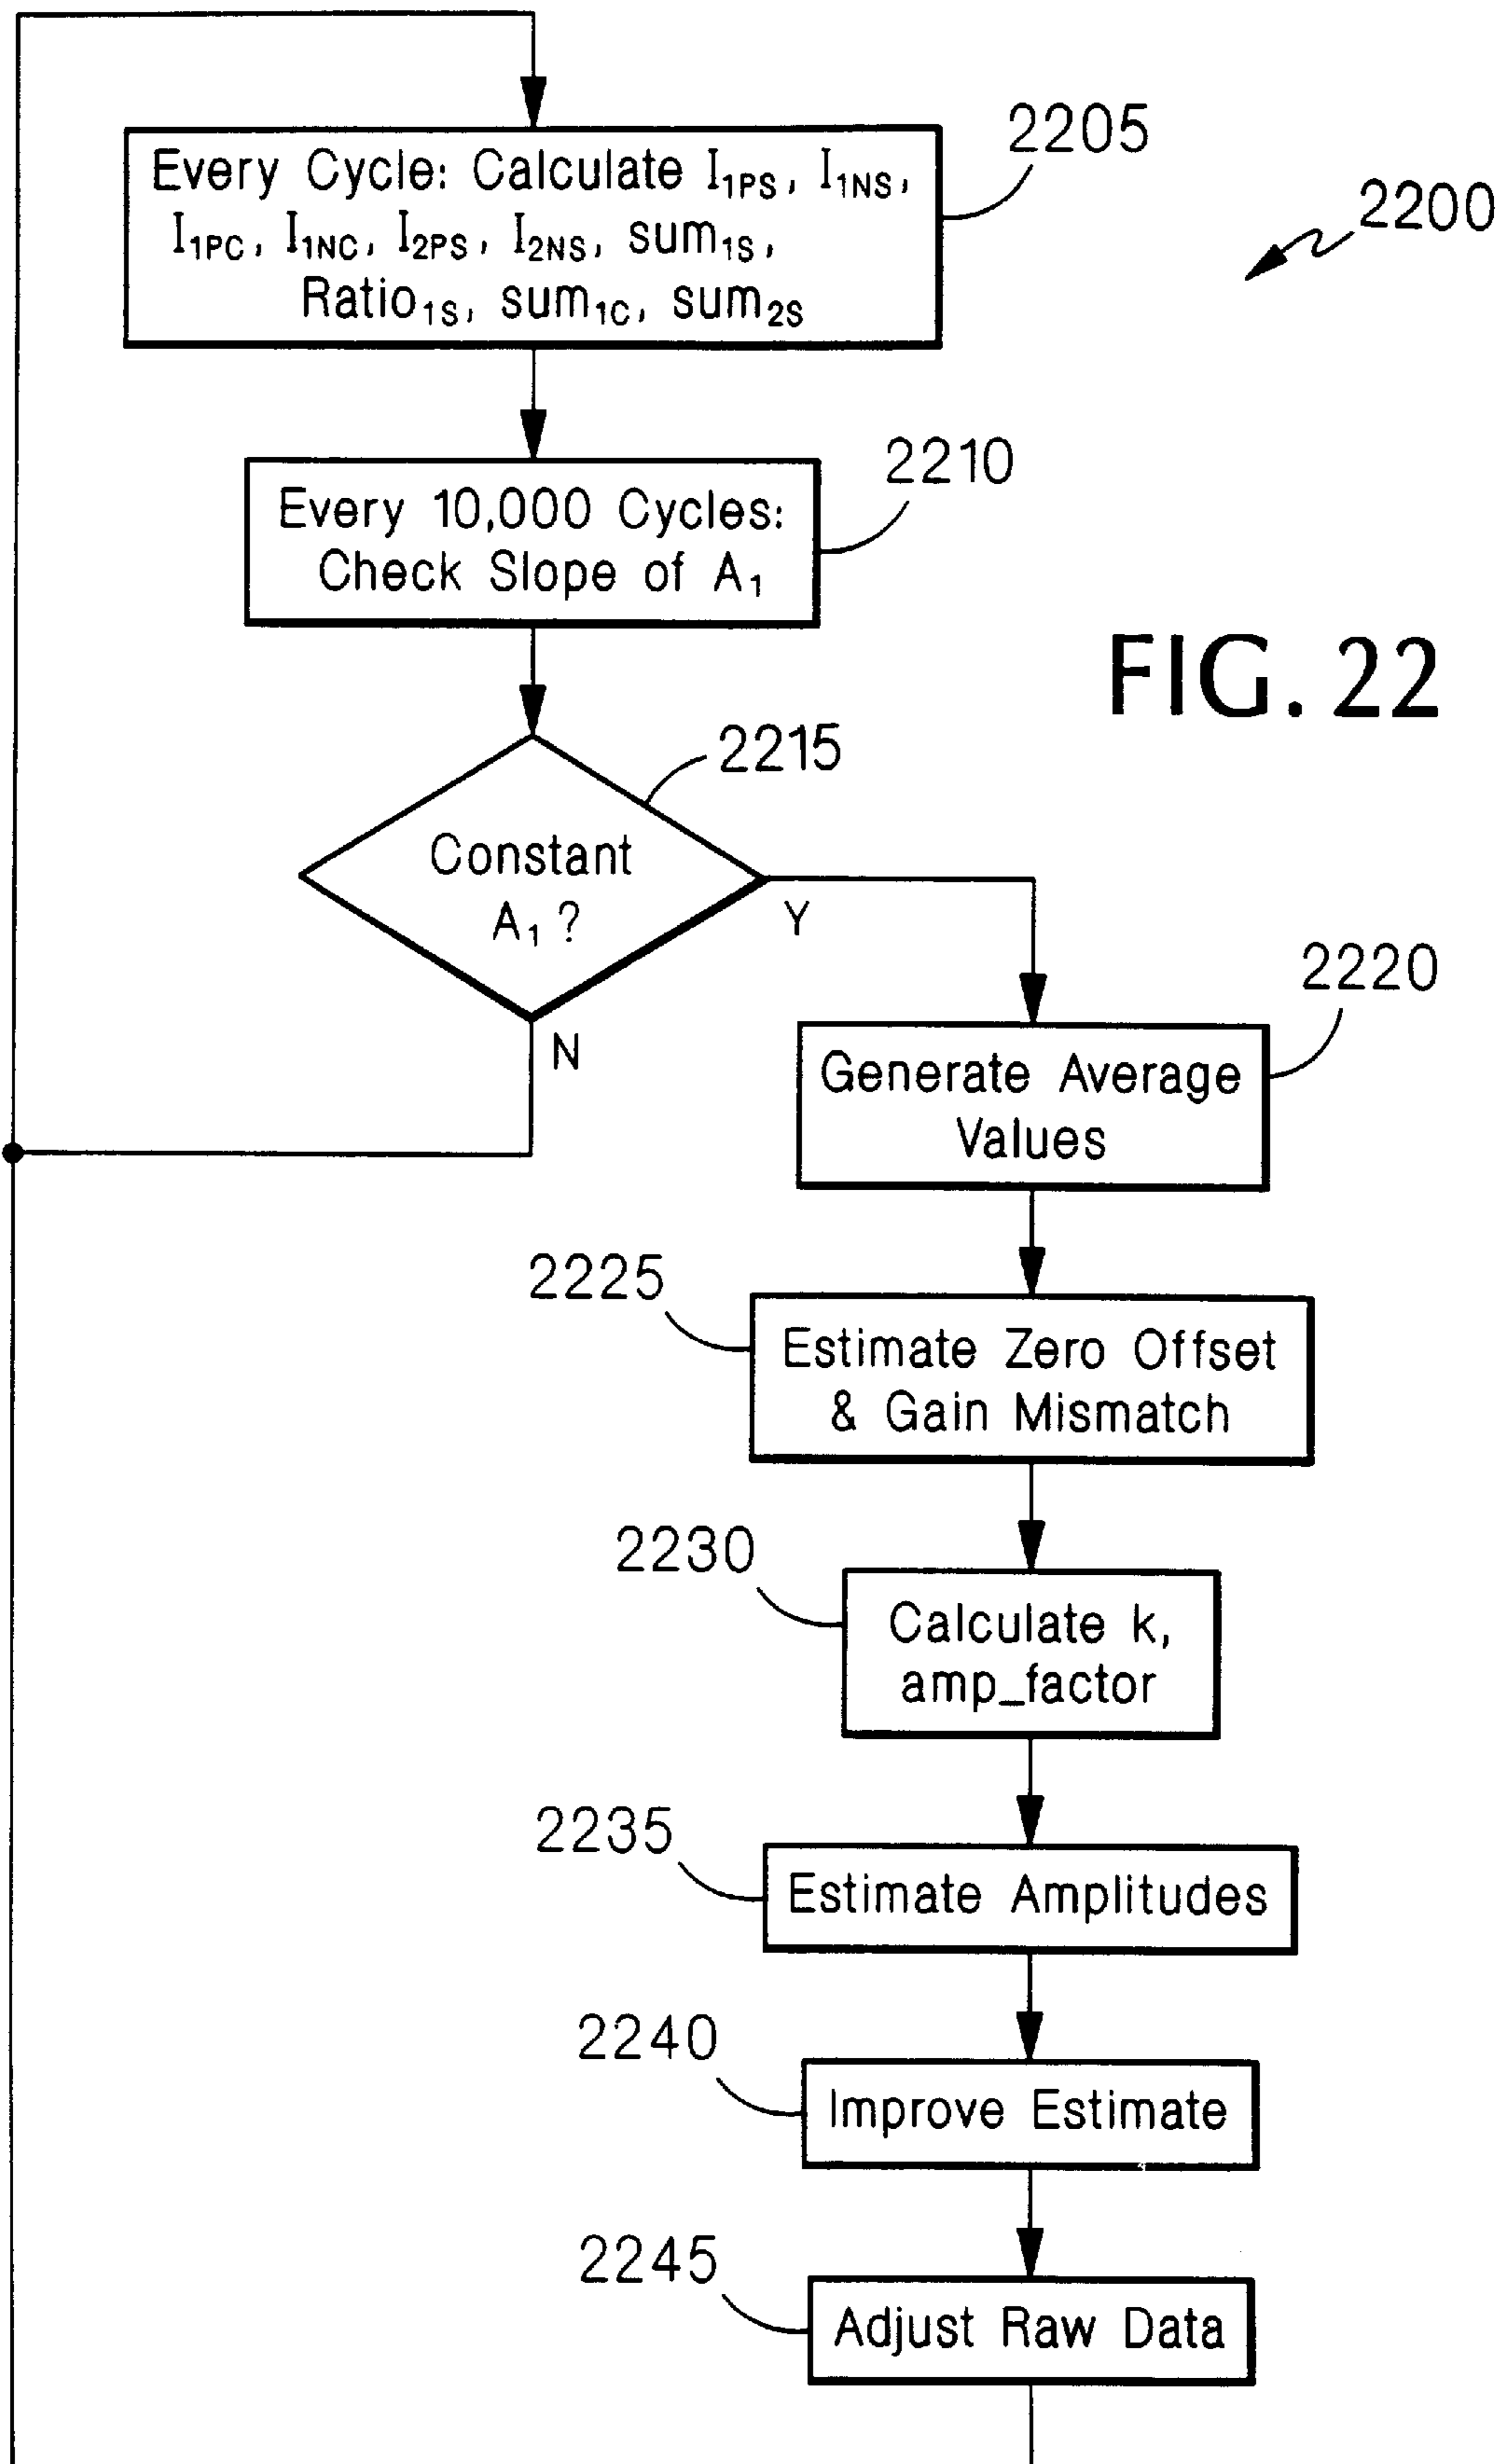 2205
2200
Every Cycle: Calculate I1PS, I1NS,
I1PC, I1NC, I2PS, I2NS, sum1S,
Ratio1S, sum1C, sum2S
2210
Every 10,000 Cycles:
Check Slope of A1
FIG. 22
2215
Constant
A1 ?
Y
N
2220
Generate Average
Values
2225
Estimate Zero Offset
& Gain Mismatch
2230
Calculate k,
amp_factor
2235
Estimate Amplitudes
2240
Improve Estimate
2245
Adjust Raw Data